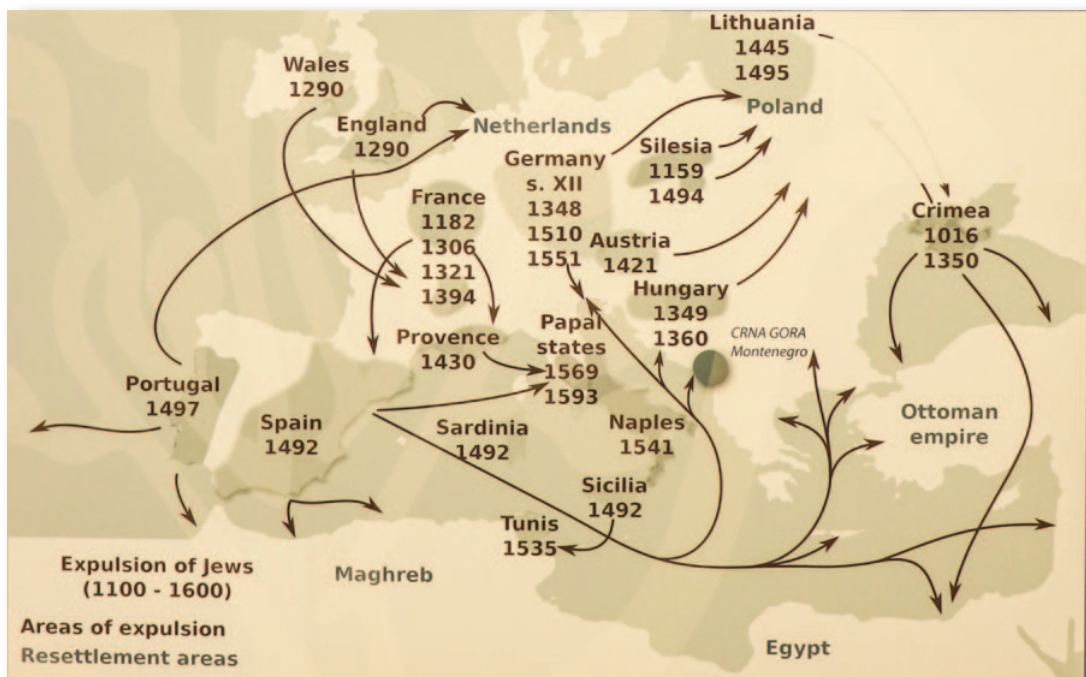 Lithuania
1445
1495
Wales
1290
Poland
England
1290
Netherlands
Silesia
1159
1494
Germany
s. XII
1348
1510
1551
France
1182
1306
1321
1394
Crimea
1016
1350
Austria
1421
Hungary
1349
1360
CRNA GORA
Montenegro
Provence
1430
Papal
states
1569
1593
Portugal
1497
Spain
1492
Sardinia
1492
Naples
1541
Ottoman
empire
Sicilia
1492
Tunis
1535
Expulsion of Jews
(1100 - 1600)
Maghreb
Areas of expulsion
Resettlement areas
Egypt